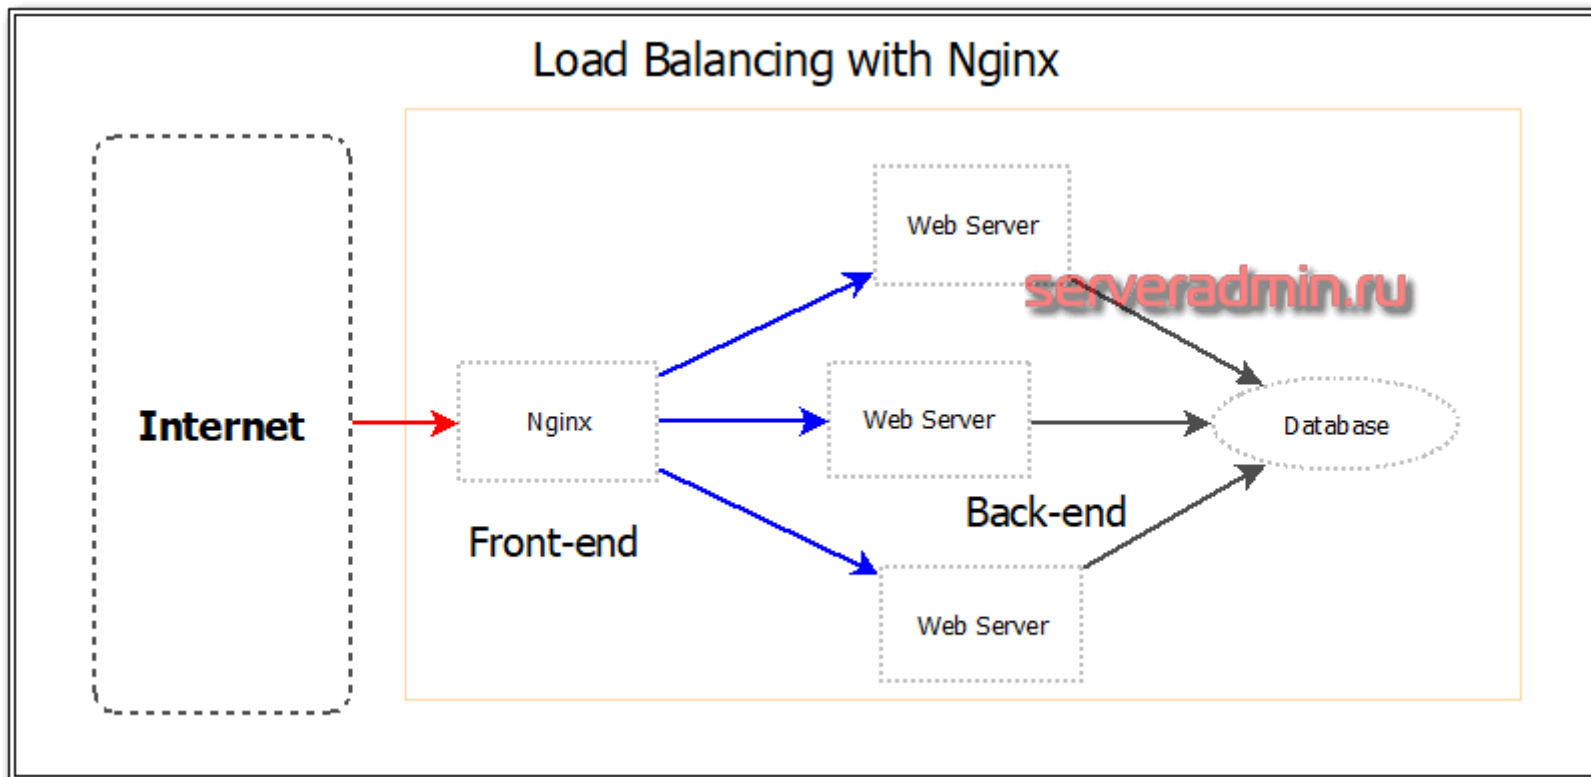 Load Balancing with Nginx
Web Server
serveradmin.ru
Internet
Nginx
Web Server
Database
Front-end
Back-end
Web Server